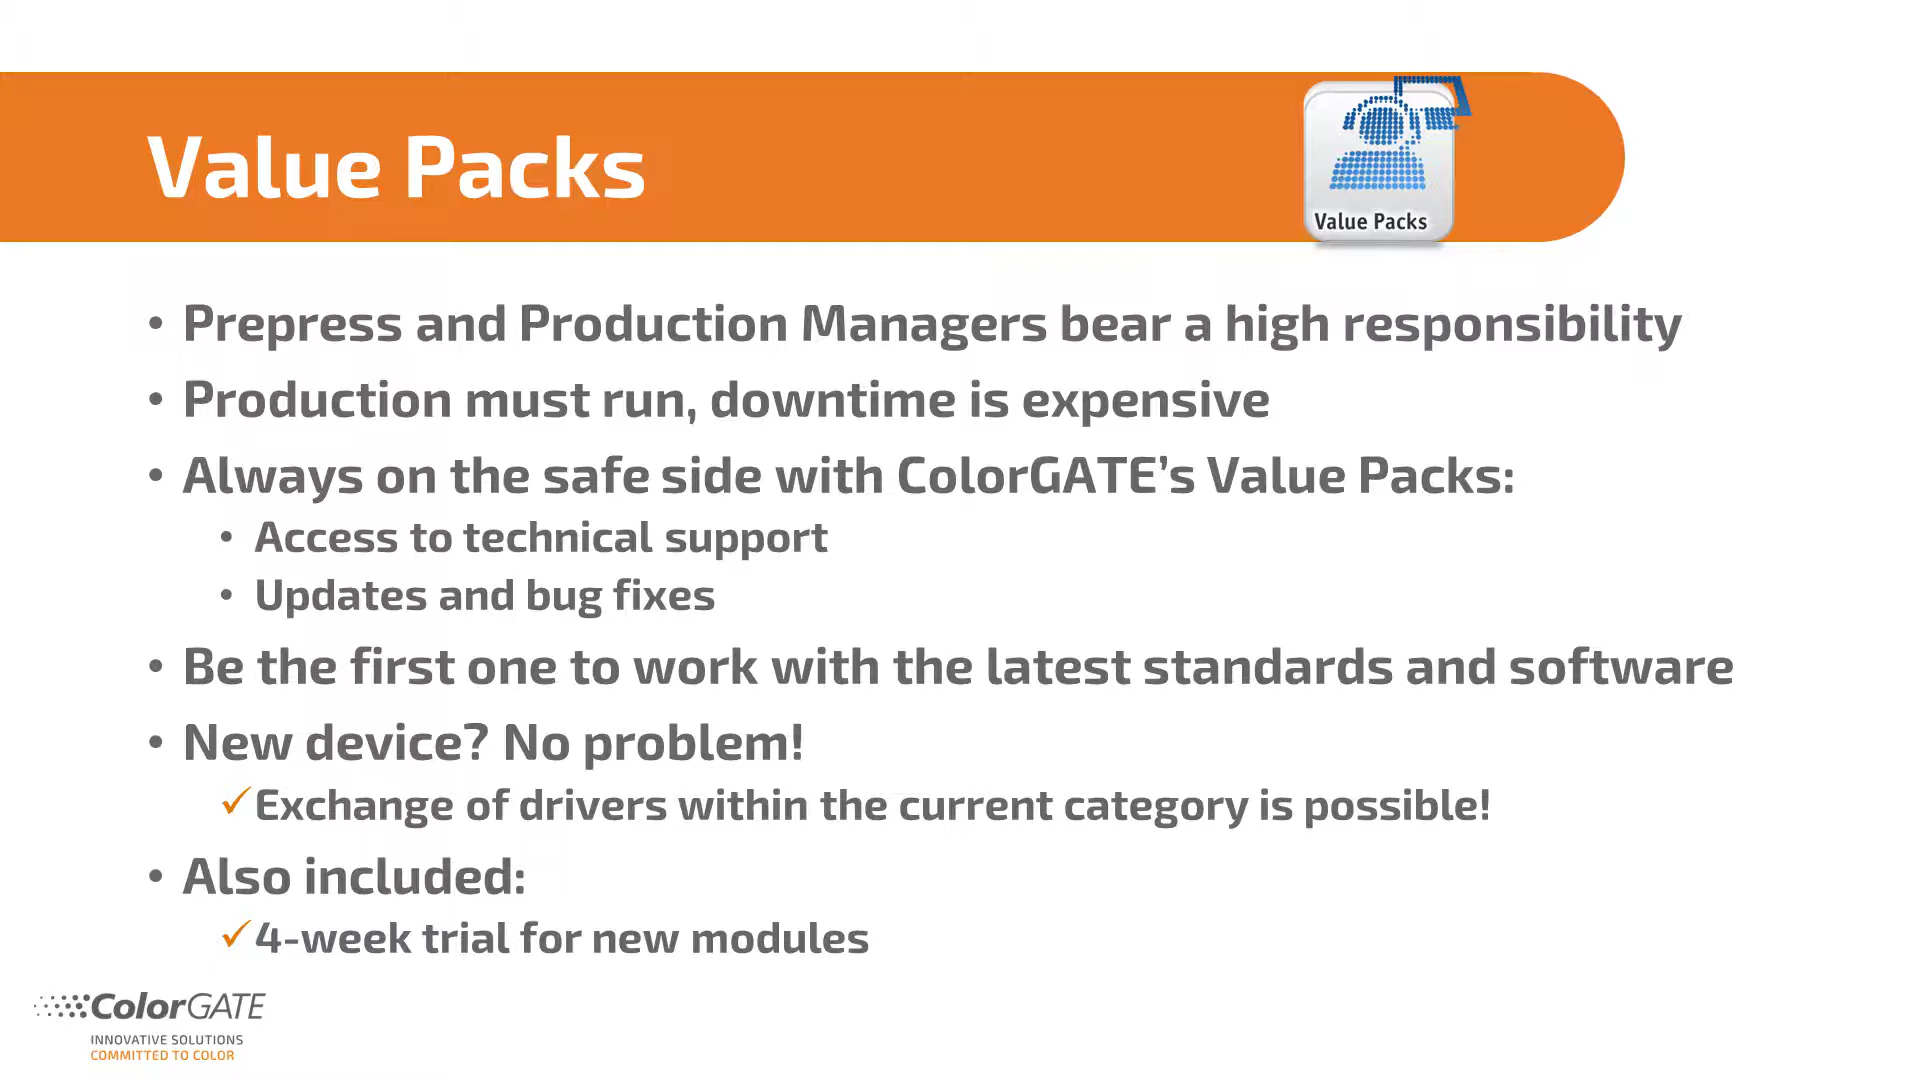 Value Packs
Value Packs
• Prepress and Production Managers bear a high responsibility
• Production must run, downtime is expensive
• Always on the safe side with ColorGATE’s Value Packs:
• Access to technical support
• Updates and bug fixes
• Be the first one to work with the latest standards and software
• New device? No problem!
✓Exchange of drivers within the current category is possible!
• Also included:
✓4-week trial for new modules
ColorGATE
INNOVATIVE SOLUTIONS
COMMITTED TO COLOR